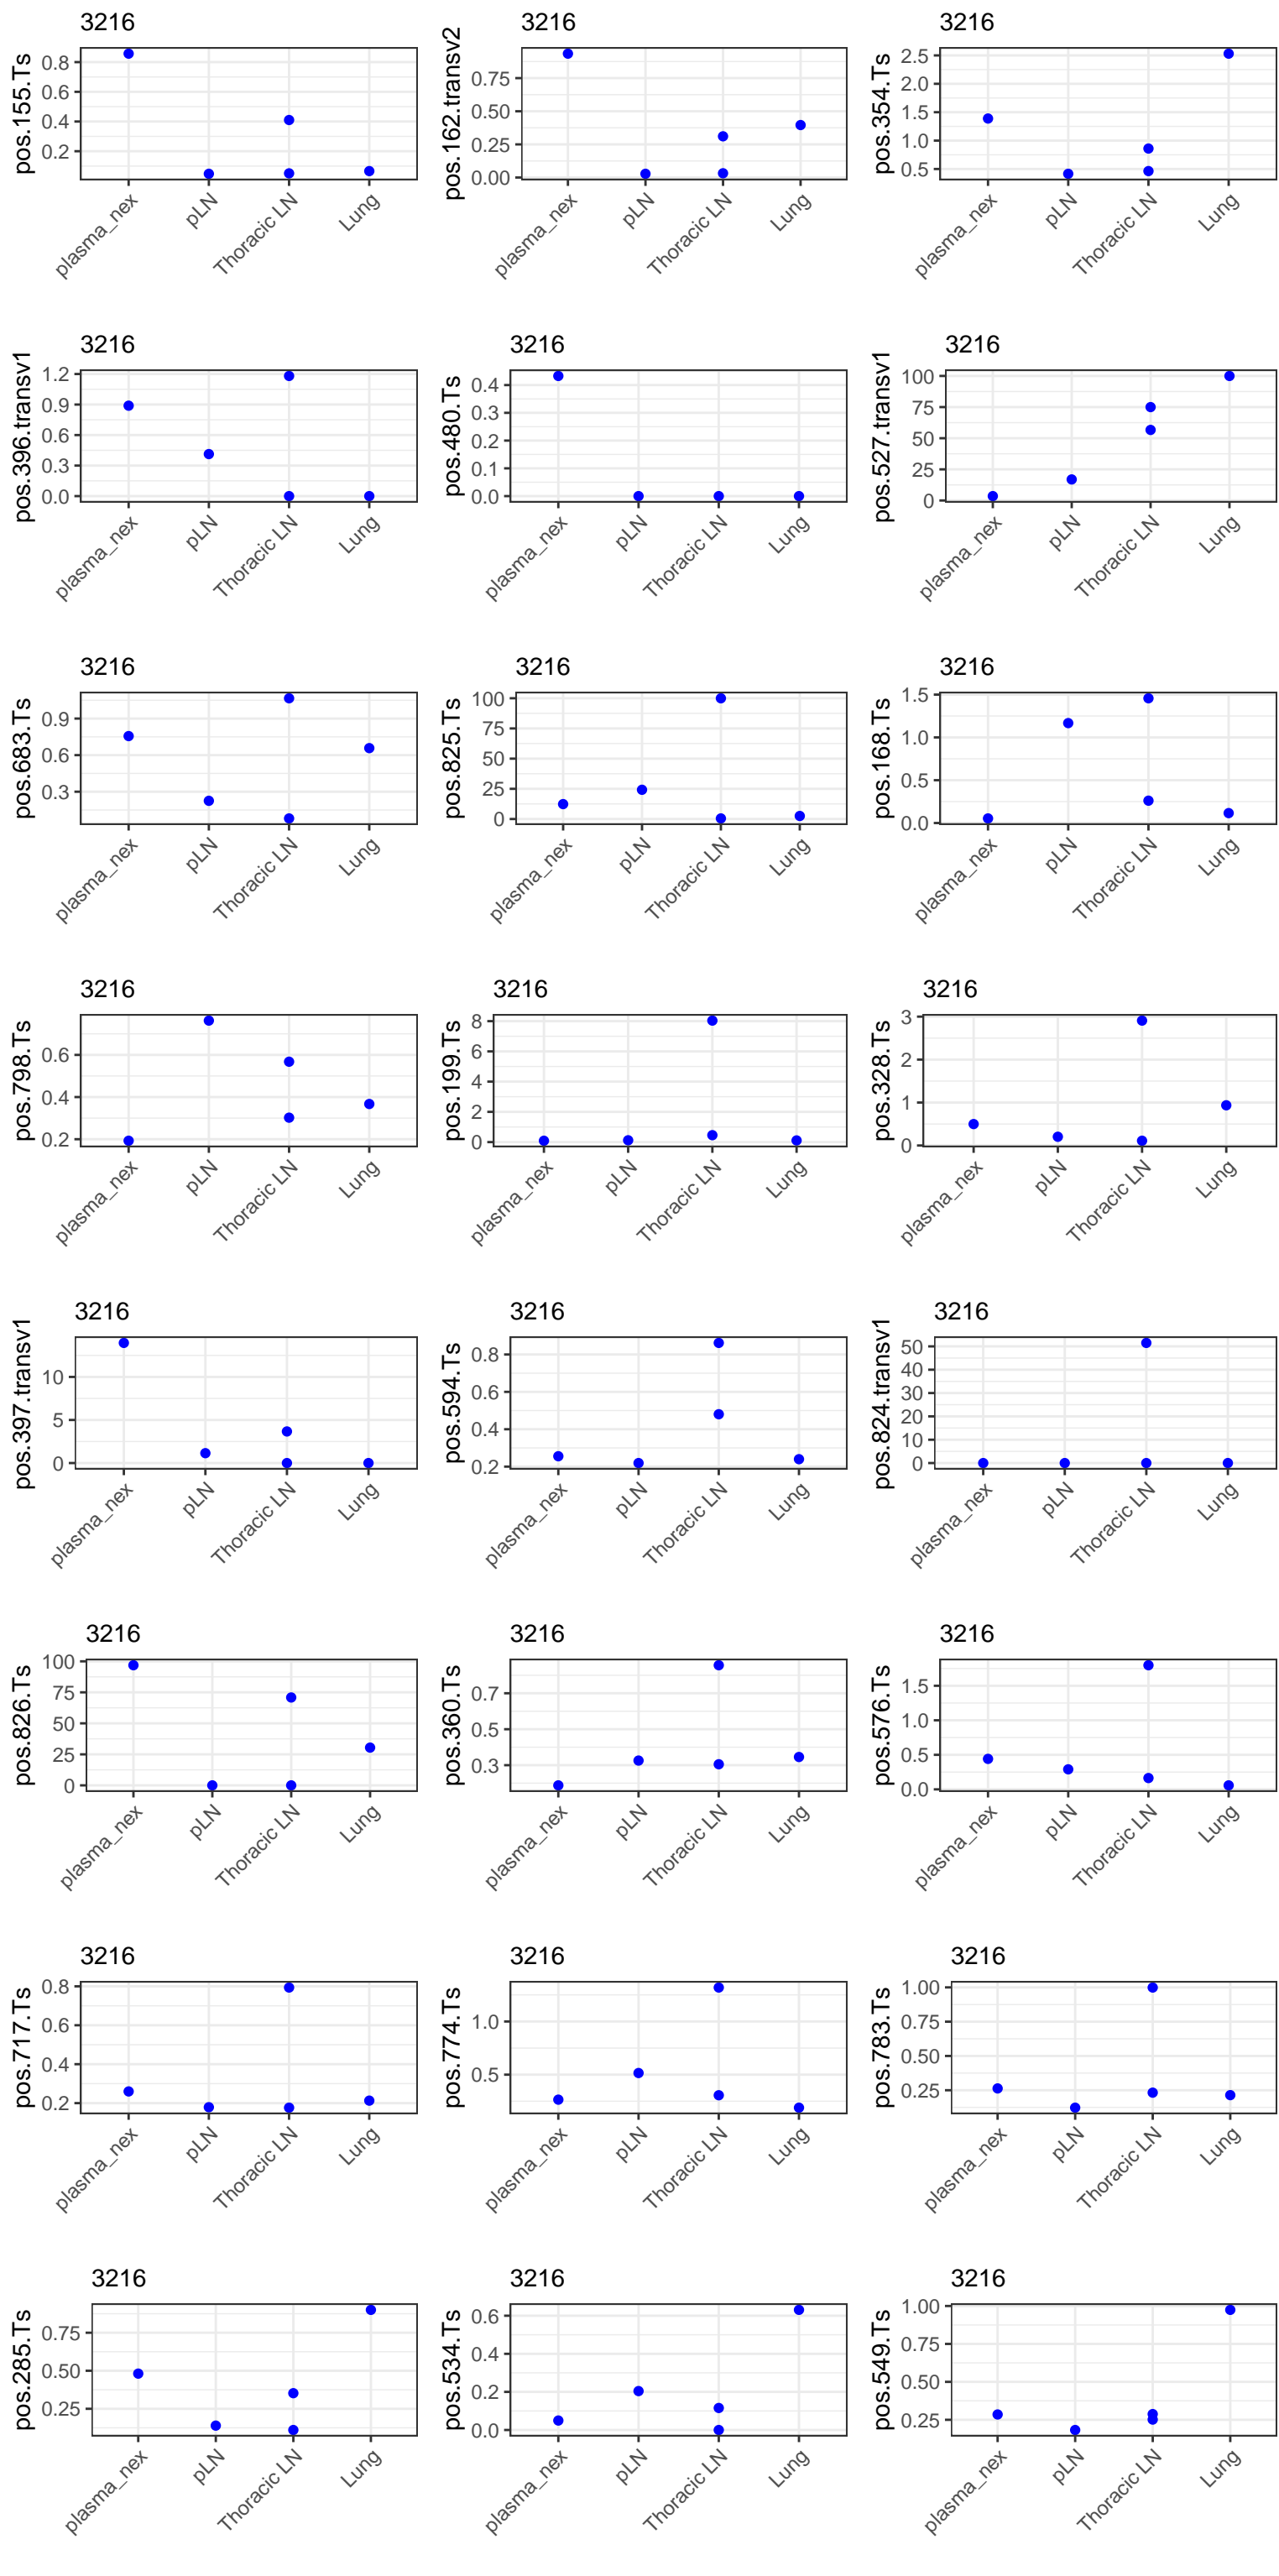 3216
pos.155.Ts
0.8
0.6
0.4
0.2
plasma_nex
pLN
Thoracic LN
Lung
3216
pos.162.transv2
0.75
0.50
0.25
0.00
plasma_nex
pLN
Thoracic LN
Lung
3216
pos.354.Ts
2.5
2.0
1.5
1.0
0.5
plasma_nex
pLN
Thoracic LN
Lung
3216
pos.396.transv1
1.2
0.9
0.6
0.3
0.0
plasma_nex
pLN
Thoracic LN
Lung
3216
pos.480.Ts
0.4
0.3
0.2
0.1
0.0
plasma_nex
pLN
Thoracic LN
Lung
3216
pos.527.transv1
100
75
50
25
0
plasma_nex
pLN
Thoracic LN
Lung
3216
pos.683.Ts
0.9
0.6
0.3
plasma_nex
pLN
Thoracic LN
Lung
3216
pos.825.Ts
100
75
50
25
0
plasma_nex
pLN
Thoracic LN
Lung
3216
pos.168.Ts
1.5
1.0
0.5
0.0
plasma_nex
pLN
Thoracic LN
Lung
3216
pos.798.Ts
0.6
0.4
0.2
plasma_nex
pLN
Thoracic LN
Lung
3216
pos.199.Ts
8
6
4
2
0
plasma_nex
pLN
Thoracic LN
Lung
3216
pos.328.Ts
3
2
1
0
plasma_nex
pLN
Thoracic LN
Lung
3216
pos.397.transv1
10
5
0
plasma_nex
pLN
Thoracic LN
Lung
3216
pos.594.Ts
0.8
0.6
0.4
0.2
plasma_nex
pLN
Thoracic LN
Lung
3216
pos.824.transv1
50
40
30
20
10
0
plasma_nex
pLN
Thoracic LN
Lung
3216
pos.826.Ts
100
75
50
25
0
plasma_nex
pLN
Thoracic LN
Lung
3216
pos.360.Ts
0.7
0.5
0.3
plasma_nex
pLN
Thoracic LN
Lung
3216
pos.576.Ts
1.5
1.0
0.5
0.0
plasma_nex
pLN
Thoracic LN
Lung
3216
pos.717.Ts
0.8
0.6
0.4
0.2
plasma_nex
pLN
Thoracic LN
Lung
3216
pos.774.Ts
1.0
0.5
plasma_nex
pLN
Thoracic LN
Lung
3216
pos.783.Ts
1.00
0.75
0.50
0.25
plasma_nex
pLN
Thoracic LN
Lung
3216
pos.285.Ts
0.75
0.50
0.25
plasma_nex
pLN
Thoracic LN
Lung
3216
pos.534.Ts
0.6
0.4
0.2
0.0
plasma_nex
pLN
Thoracic LN
Lung
3216
pos.549.Ts
1.00
0.75
0.50
0.25
plasma_nex
pLN
Thoracic LN
Lung